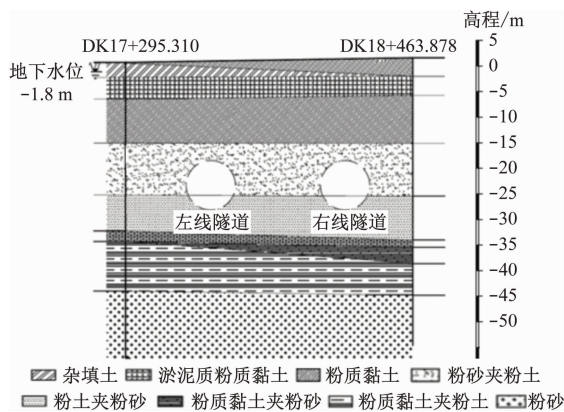 高程/m
DK17+295.310
DK18+463.878
地下水位
-1.8 m
5
0
-5
-10
-15
-20
-25
-30
-35
-40
-45
-50
左线隧道
右线隧道
杂填土
淤泥质粉质黏土
粉质黏土
粉砂夹粉土
粉土夹粉砂
粉质黏土夹粉砂
粉质黏土夹粉土
粉砂